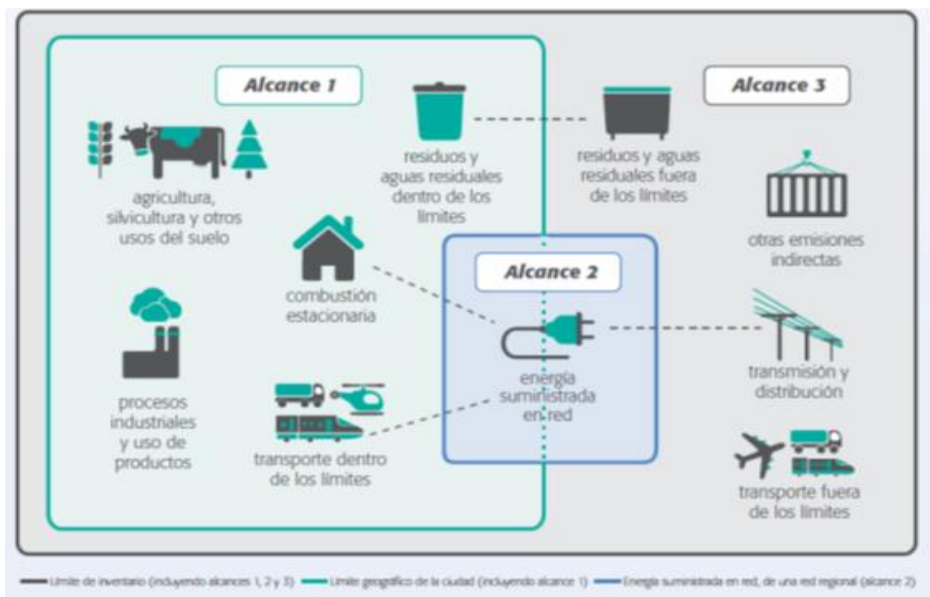 Alcance 1
Alcance 3
residuos y
aguas residuales
dentro de los
límites
residuos y aguas
residuales fuera
de los límites
agricultura,
silvicultura y otros
usos del suelo
otras emisiones
indirectas
Alcance 2
combustión
estacionaria
energía
suministrada
en red
transmisión y
distribución
procesos
industriales
y uso de
productos
transporte dentro
de los límites
transporte fuera
de los límites
Límite de inventario (incluyendo alcances 1, 2 y 3)
Límite geográfico de la ciudad (incluyendo alcance 1)
Energía suministrada en red, de una red regional (alcance 2)